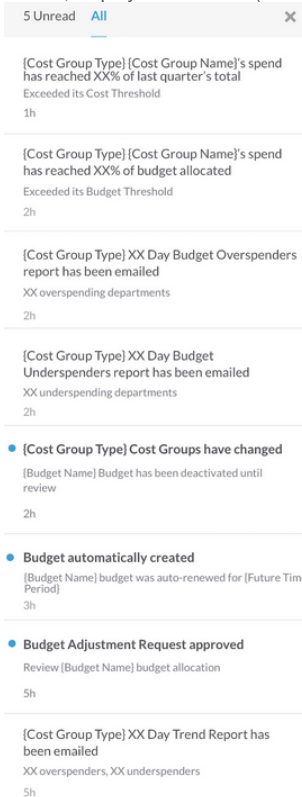 5 Unread All
{Cost Group Type} {Cost Group Name}'s spend
has reached XX% of last quarter's total
Exceeded its Cost Threshold
1h
{Cost Group Type} {Cost Group Name}'s spend
has reached XX% of budget allocated
Exceeded its Budget Threshold
2h
{Cost Group Type} XX Day Budget Overspenders
report has been emailed
XX overspending departments
2h
{Cost Group Type} XX Day Budget
Underspenders report has been emailed
XX underspending departments
2h
{Cost Group Type} Cost Groups have changed
{Budget Name} Budget has been deactivated until
review
2h
Budget automatically created
{Budget Name} budget was auto-renewed for {Future Tim
Period}
3h
Budget Adjustment Request approved
Review {Budget Name} budget allocation
5h
{Cost Group Type} XX Day Trend Report has
been emailed
XX overspenders, XX underspenders
5h